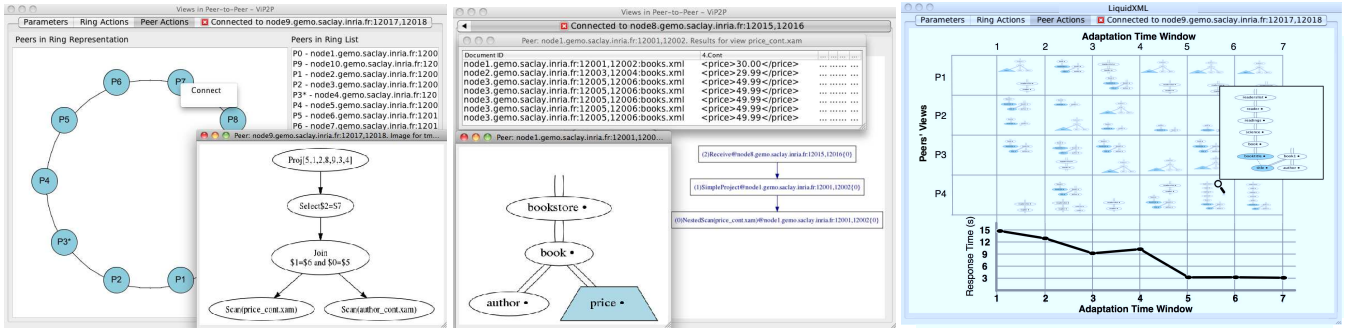 Views in Peer-to-Peer - ViP2P
Parameters Ring Actions Peer Actions Connected to node9.gemo.saclay.inria.fr:12017,12018
Peers in Ring Representation
Peers in Ring List
P0 - node1.gemo.saclay.inria.fr:1200
P9 - node10.gemo.saclay.inria.fr:120
P1 - node2.gemo.saclay.inria.fr:1200
P2 - node3.gemo.saclay.inria.fr:1200
P3* - node4.gemo.saclay.inria.fr:120
P4 - node5.gemo.saclay.inria.fr:1200
P5 - node6.gemo.saclay.inria.fr:1201
P6 - node7.gemo.saclay.inria.fr:1201
P6
P7
Connect
P8
P5
P4
P3*
P2
P1
Peer: node9.gemo.saclay.inria.fr:12017,12018. Image for tm...
Proj[5,1,2,8,9,3,4]
Select$2=S7
Join
$1=$6 and $0=$5
Scan(price_cont.xam)
Scan(author_cont.xam)
Views in Peer-to-Peer - ViP2P
Connected to node8.gemo.saclay.inria.fr:12015,12016
Peer: node1.gemo.saclay.inria.fr:12001,12002. Results for view price_cont.xam
Document ID 4.Cont ... ... ... ...
node1.gemo.saclay.inria.fr:12001,12002:books.xml <price>30.00</price>
node2.gemo.saclay.inria.fr:12003,12004:books.xml <price>29.99</price>
node3.gemo.saclay.inria.fr:12005,12006:books.xml <price>49.99</price>
node3.gemo.saclay.inria.fr:12005,12006:books.xml <price>49.99</price>
node3.gemo.saclay.inria.fr:12005,12006:books.xml <price>49.99</price>
node3.gemo.saclay.inria.fr:12005,12006:books.xml <price>49.99</price>
node3.gemo.saclay.inria.fr:12005,12006:books.xml <price>49.99</price>
Peer: node1.gemo.saclay.inria.fr:12001,1200...
bookstore •
book •
author •
price •
(2)Receive@node8.gemo.saclay.inria.fr:12015,12016{0}
(1)SimpleProject@node1.gemo.saclay.inria.fr:12001,12002{0}
(0)NestedScan(price_cont.xam)@node1.gemo.saclay.inria.fr:12001,12002{0}
LiquidXML
Parameters Ring Actions Peer Actions Connected to node9.gemo.saclay.inria.fr:12017,12018
Adaptation Time Window
1 2 3 4 5 6 7
Peers' Views
P1
P2
P3
P4
Response Time (s)
15
12
9
6
3
1 2 3 4 5 6 7
Adaptation Time Window